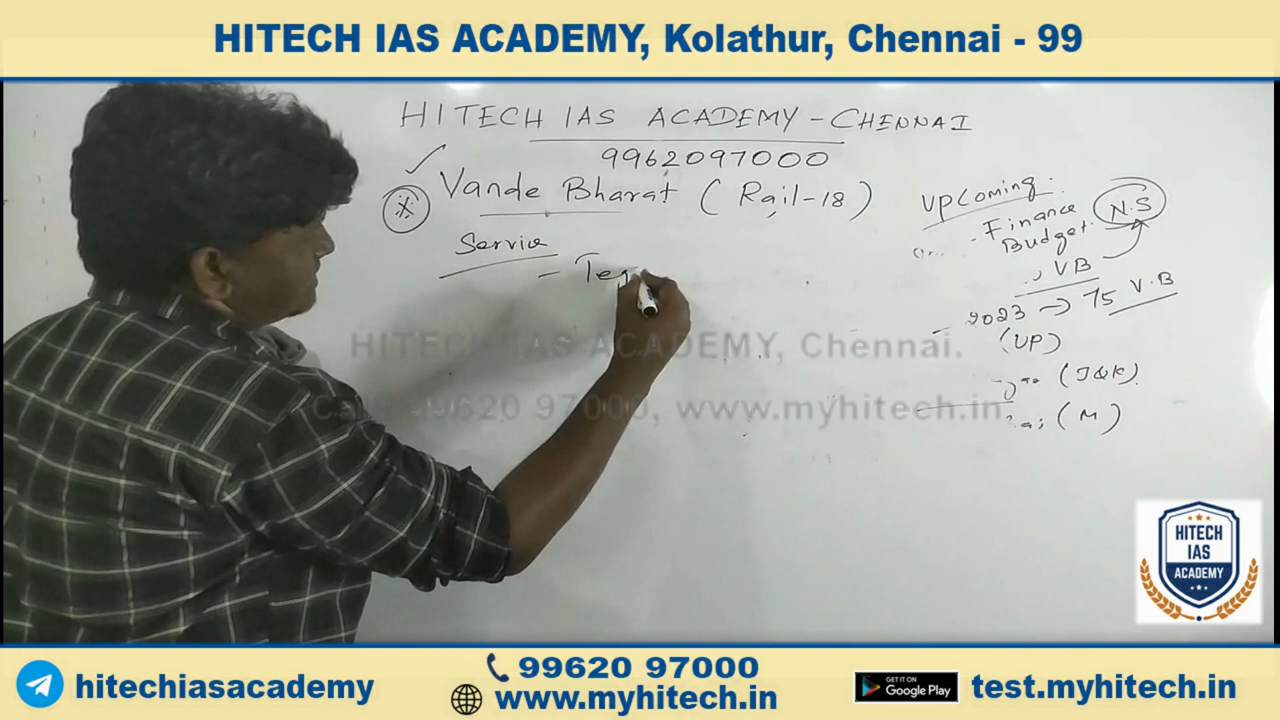 HITECH IAS ACADEMY, Kolathur, Chennai - 99
HITECH IAS ACADEMY - CHENNAI
9962097000
Vande Bharat ( Rail-18 )
Service
- Te
Upcoming
- Finance
Budget
N.S
VB
- 2023 → 75 V.B
(UP)
(J&K)
(M)
HITECH IAS ACADEMY, Chennai.
99620 97000, www.myhitech.in
HITECH
IAS
ACADEMY
hitechiasacademy
99620 97000
www.myhitech.in
GET IT ON
Google Play
test.myhitech.in